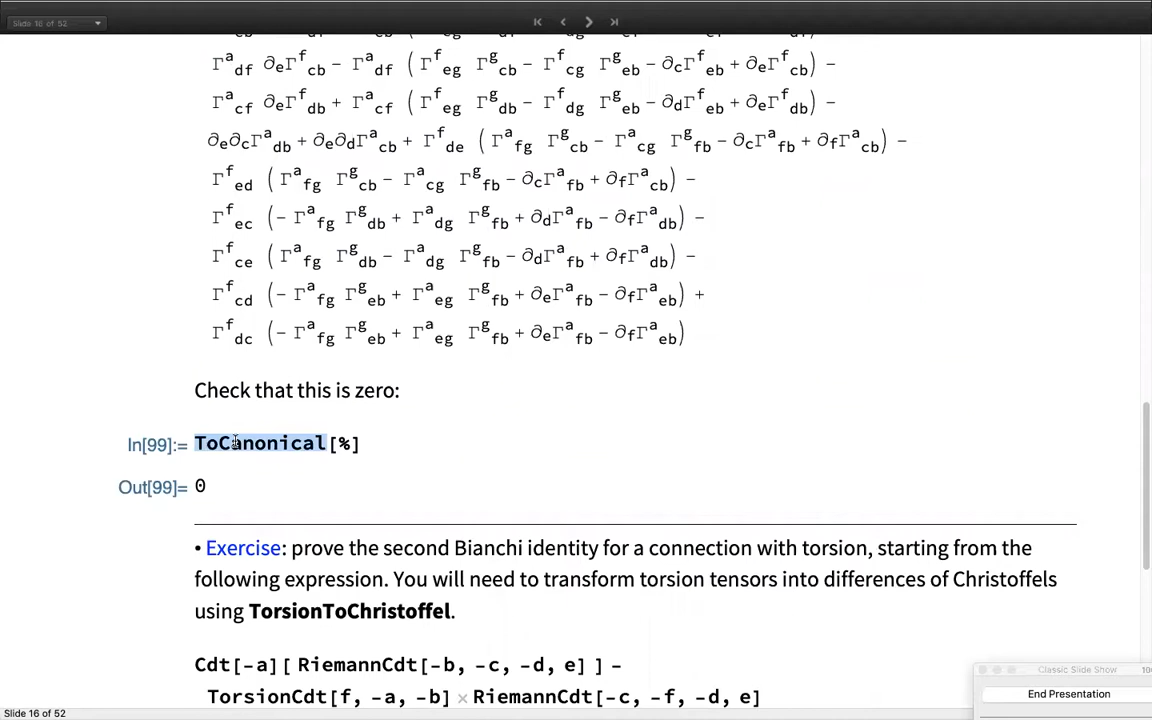 Slide 16 of 52
Γ^a_df ∂_eΓ^f_cb − Γ^a_df (Γ^f_eg Γ^g_cb − Γ^f_cg Γ^g_eb − ∂_cΓ^f_eb + ∂_eΓ^f_cb) −
Γ^a_cf ∂_eΓ^f_db + Γ^a_cf (Γ^f_eg Γ^g_db − Γ^f_dg Γ^g_eb − ∂_dΓ^f_eb + ∂_eΓ^f_db) −
∂_e∂_cΓ^a_db + ∂_e∂_dΓ^a_cb + Γ^f_de (Γ^a_fg Γ^g_cb − Γ^a_cg Γ^g_fb − ∂_cΓ^a_fb + ∂_fΓ^a_cb) −
Γ^f_ed (Γ^a_fg Γ^g_cb − Γ^a_cg Γ^g_fb − ∂_cΓ^a_fb + ∂_fΓ^a_cb) −
Γ^f_ec (− Γ^a_fg Γ^g_db + Γ^a_dg Γ^g_fb + ∂_dΓ^a_fb − ∂_fΓ^a_db) −
Γ^f_ce (Γ^a_fg Γ^g_db − Γ^a_dg Γ^g_fb − ∂_dΓ^a_fb + ∂_fΓ^a_db) −
Γ^f_cd (− Γ^a_fg Γ^g_eb + Γ^a_eg Γ^g_fb + ∂_eΓ^a_fb − ∂_fΓ^a_eb) +
Γ^f_dc (− Γ^a_fg Γ^g_eb + Γ^a_eg Γ^g_fb + ∂_eΓ^a_fb − ∂_fΓ^a_eb)
Check that this is zero:
In[99]:= ToCanonical[%]
Out[99]= 0
• Exercise: prove the second Bianchi identity for a connection with torsion, starting from the
following expression. You will need to transform torsion tensors into differences of Christoffels
using TorsionToChristoffel.
Cdt[-a][ RiemannCdt[-b, -c, -d, e] ] -
TorsionCdt[f, -a, -b] × RiemannCdt[-c, -f, -d, e]
Classic Slide Show
End Presentation
Slide 16 of 52